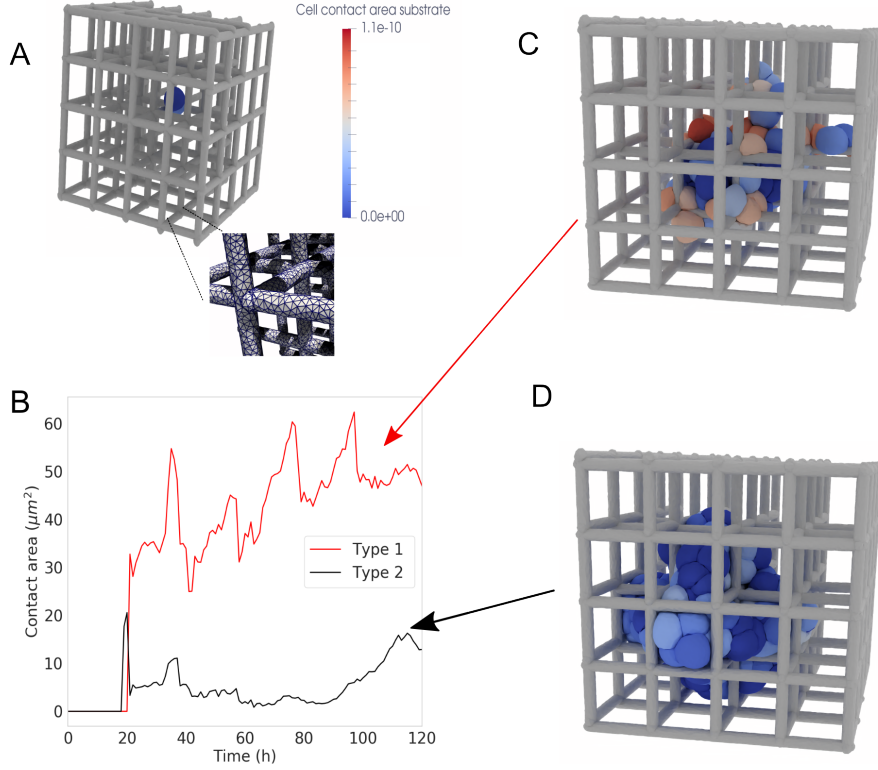 A
Cell contact area substrate
1.1e-10
0.0e+00
C
B
Contact area (μm²)
60
50
40
30
20
10
0
Type 1
Type 2
0 20 40 60 80 100 120
Time (h)
D